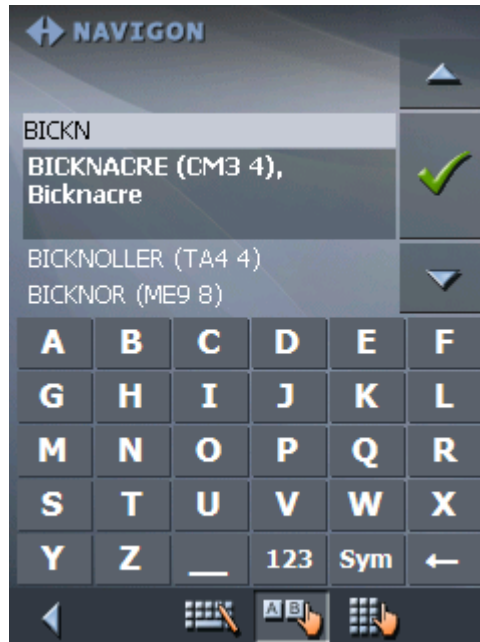 NAVIGON
BICKN
BICKNACRE (CM3 4),
Bicknacre
BICKNOLLER (TA4 4)
BICKNOR (ME9 8)
A B C D E F
G H I J K L
M N O P Q R
S T U V W X
Y Z _ 123 Sym ←
A B